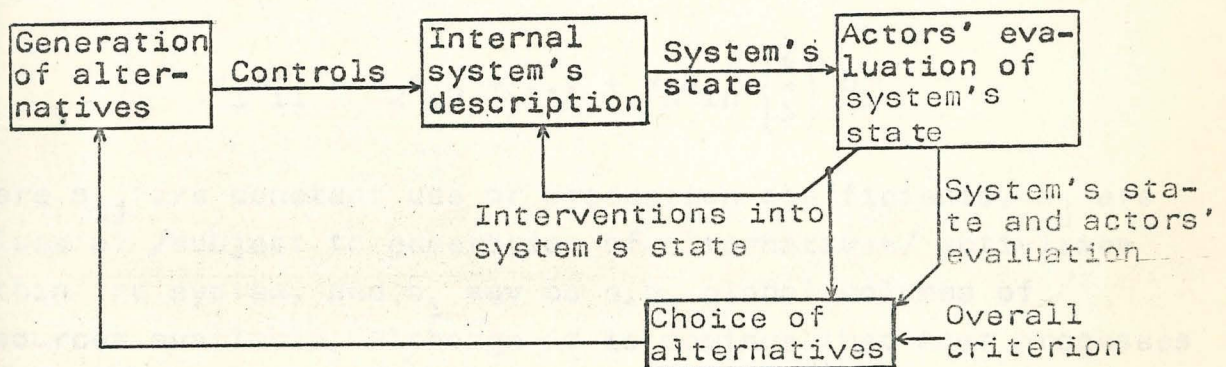 Generation
of alter-
naţives
Controls
Internal
system's
description
System's
state
Actors' eva-
luation of
system's
state
Interventions into
system's state
System's sta-
te and actors'
evaluation
Choice of
alternatives
Overall
criterion